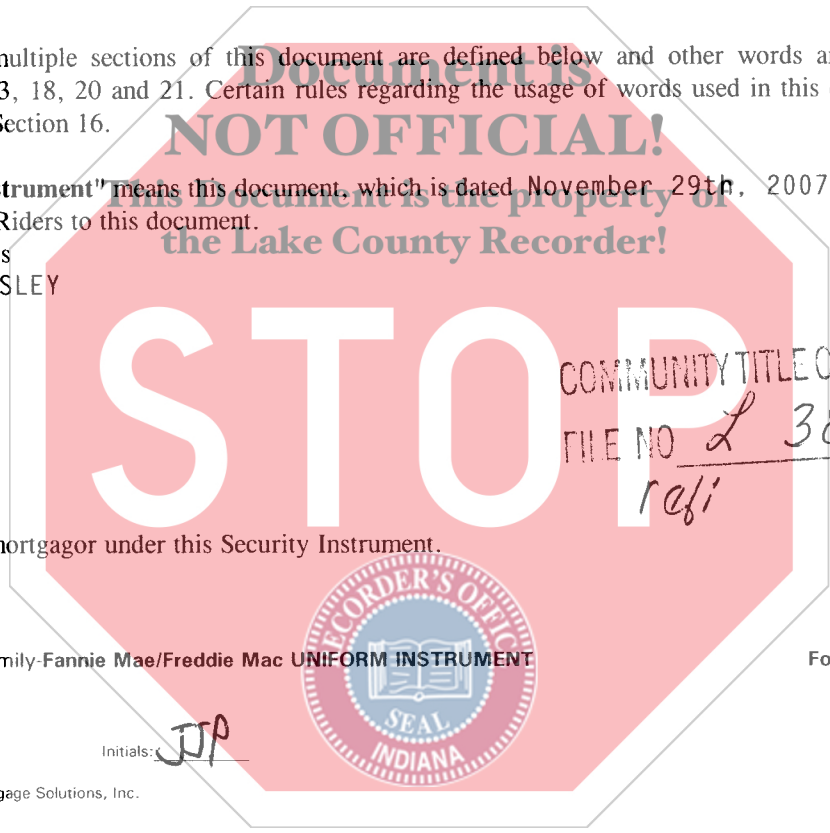 multiple sections of this document are defined below and other words
Document is
3, 18, 20 and 21. Certain rules regarding the usage of words used in this
NOT OFFICIAL!
Section 16.
strument" means this document, which is dated November 29th, 2007
This Document is the property of
Riders to this document.
the Lake County Recorder!
s
SLEY
STOP
COMMUNITY TITLE
FILE NO L 38
refi
mortgagor under this Security Instrument.
RECORDER'S OFFICE
SEAL
INDIANA
mily-Fannie Mae/Freddie Mac UNIFORM INSTRUMENT Fo
Initials:
gage Solutions, Inc.